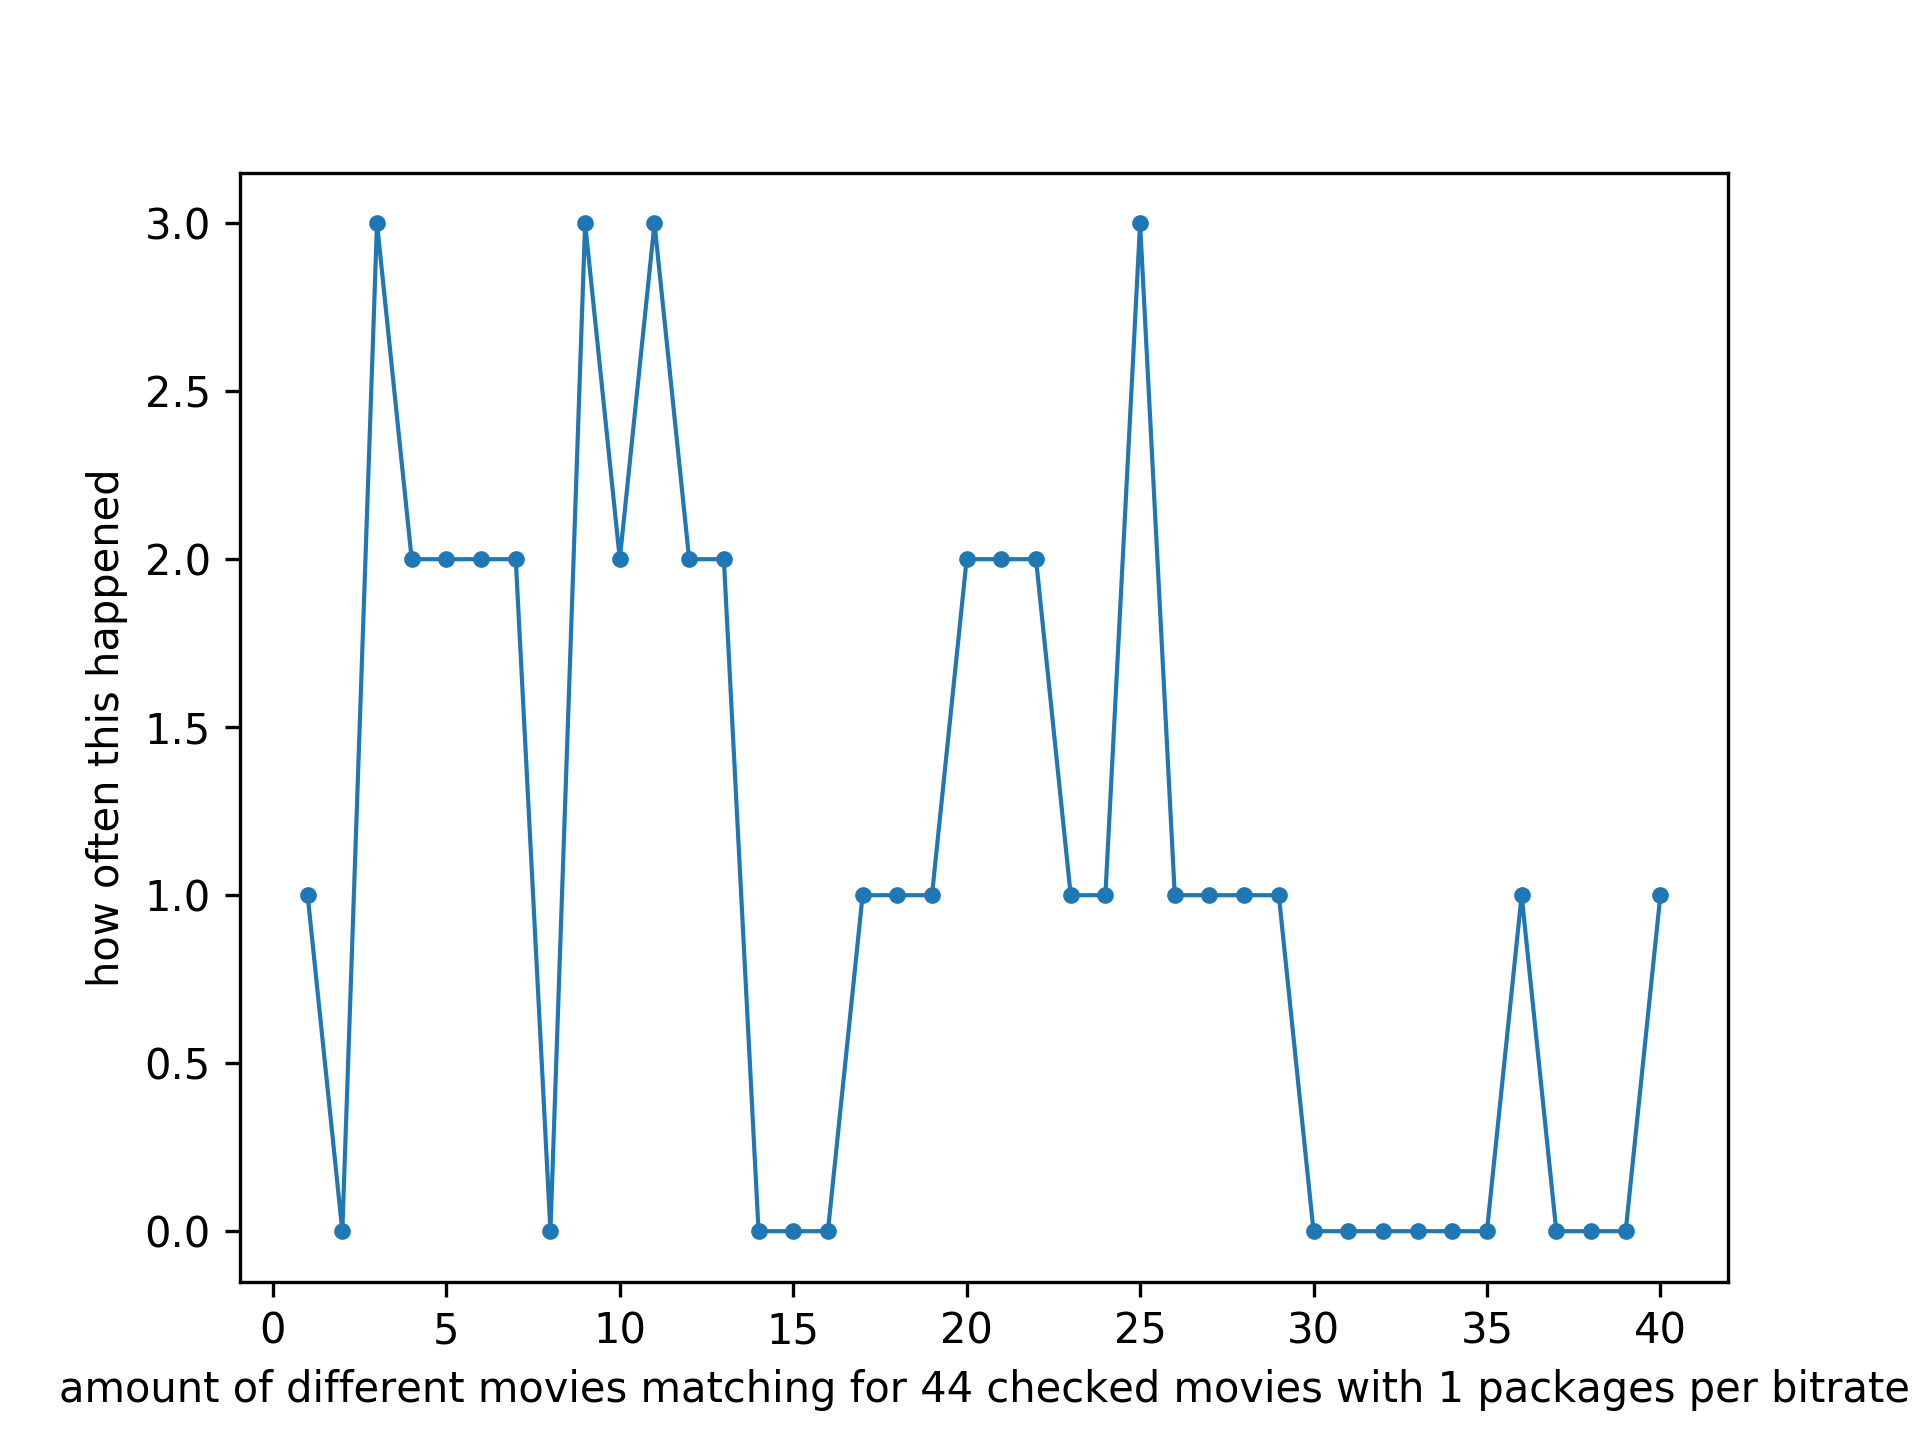 3.0
2.5
2.0
1.5
1.0
0.5
0.0
how often this happened
0 5 10 15 20 25 30 35 40
amount of different movies matching for 44 checked movies with 1 packages per bitrate